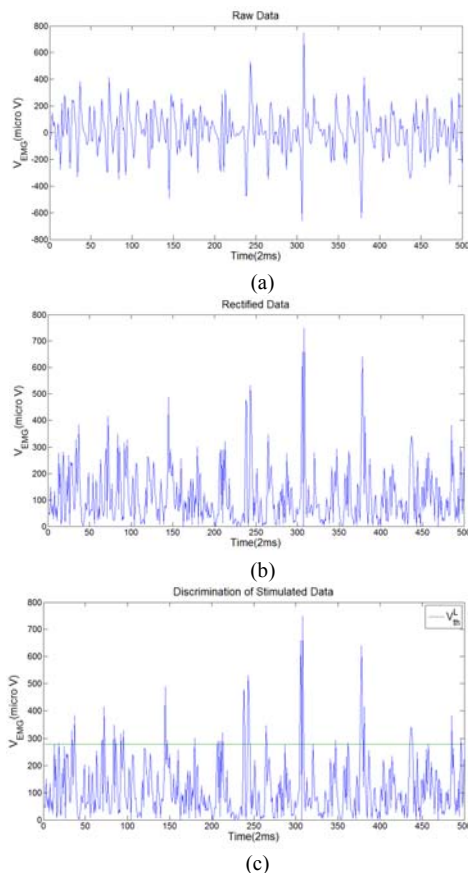 Raw Data
800
600
400
200
0
-200
-400
-600
-800
V_EMG(micro V)
0 50 100 150 200 250 300 350 400 450 500
Time(2ms)
(a)
Rectified Data
800
700
600
500
400
300
200
100
0
V_EMG(micro V)
0 50 100 150 200 250 300 350 400 450 500
Time(2ms)
(b)
Discrimination of Stimulated Data
800
700
600
500
400
300
200
100
0
V_EMG(micro V)
V_th^L
0 50 100 150 200 250 300 350 400 450 500
Time(2ms)
(c)